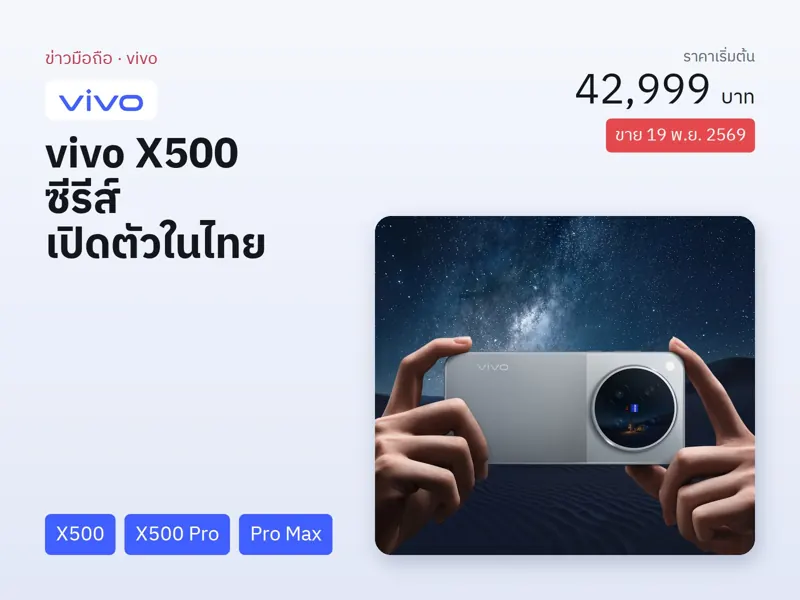 ข่าวมือถือ · vivo
vivo
vivo X500
ซีรีส์
เปิดตัวในไทย
ราคาเริ่มต้น
42,999 บาท
ขาย 19 พ.ย. 2569
vivo
X500
X500 Pro
Pro Max